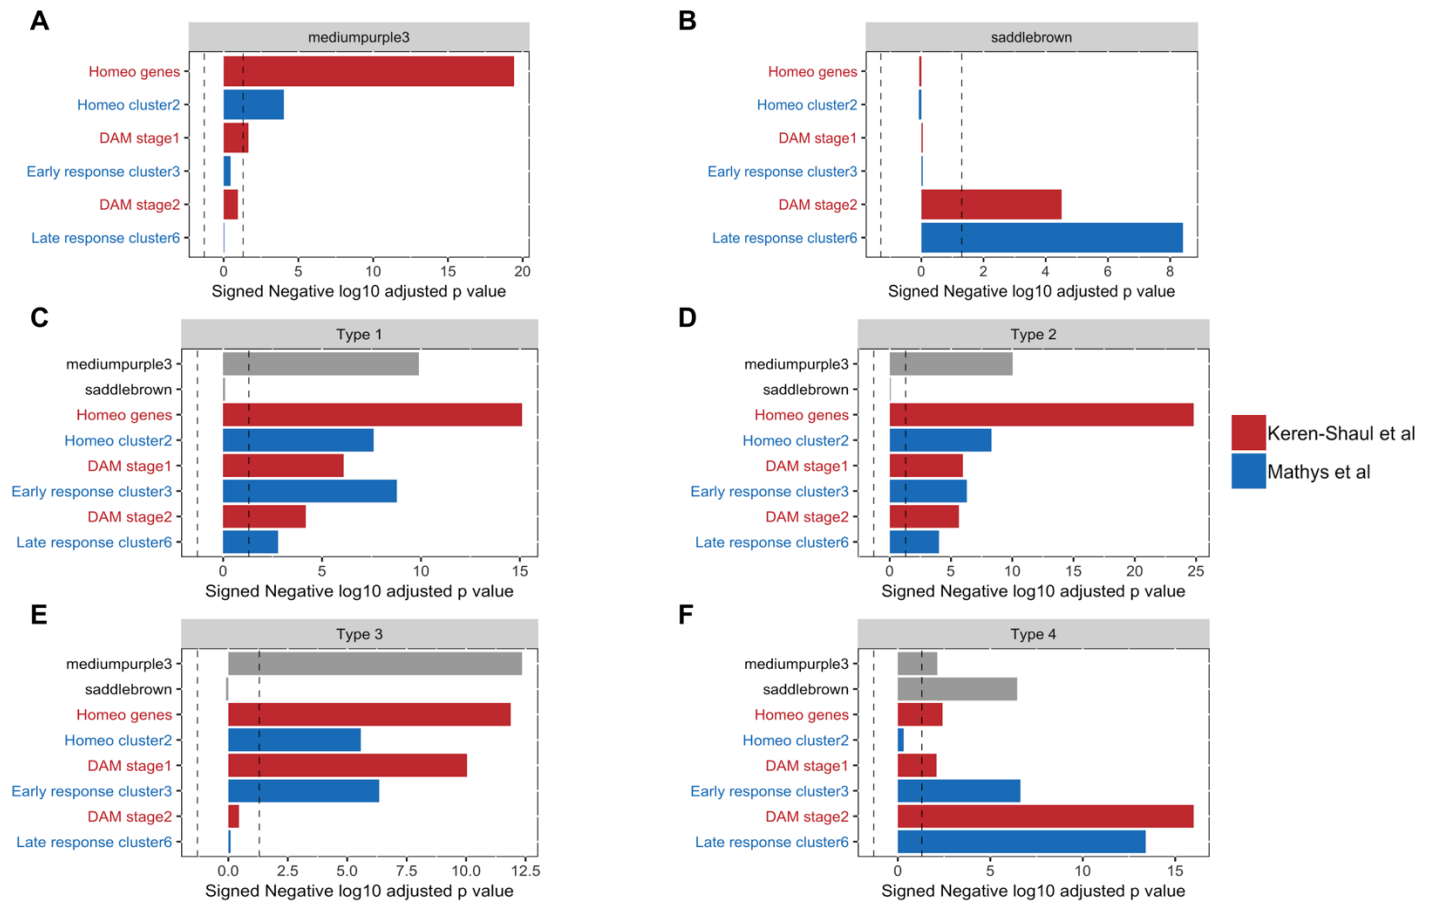 A
mediumpurple3
Homeo genes
Homeo cluster2
DAM stage1
Early response cluster3
DAM stage2
Late response cluster6
0 5 10 15 20
Signed Negative log10 adjusted p value
B
saddlebrown
Homeo genes
Homeo cluster2
DAM stage1
Early response cluster3
DAM stage2
Late response cluster6
0 2 4 6 8
Signed Negative log10 adjusted p value
C
Type 1
mediumpurple3
saddlebrown
Homeo genes
Homeo cluster2
DAM stage1
Early response cluster3
DAM stage2
Late response cluster6
0 5 10 15
Signed Negative log10 adjusted p value
D
Type 2
mediumpurple3
saddlebrown
Homeo genes
Homeo cluster2
DAM stage1
Early response cluster3
DAM stage2
Late response cluster6
0 5 10 15 20 25
Signed Negative log10 adjusted p value
Keren-Shaul et al
Mathys et al
E
Type 3
mediumpurple3
saddlebrown
Homeo genes
Homeo cluster2
DAM stage1
Early response cluster3
DAM stage2
Late response cluster6
0.0 2.5 5.0 7.5 10.0 12.5
Signed Negative log10 adjusted p value
F
Type 4
mediumpurple3
saddlebrown
Homeo genes
Homeo cluster2
DAM stage1
Early response cluster3
DAM stage2
Late response cluster6
0 5 10 15
Signed Negative log10 adjusted p value